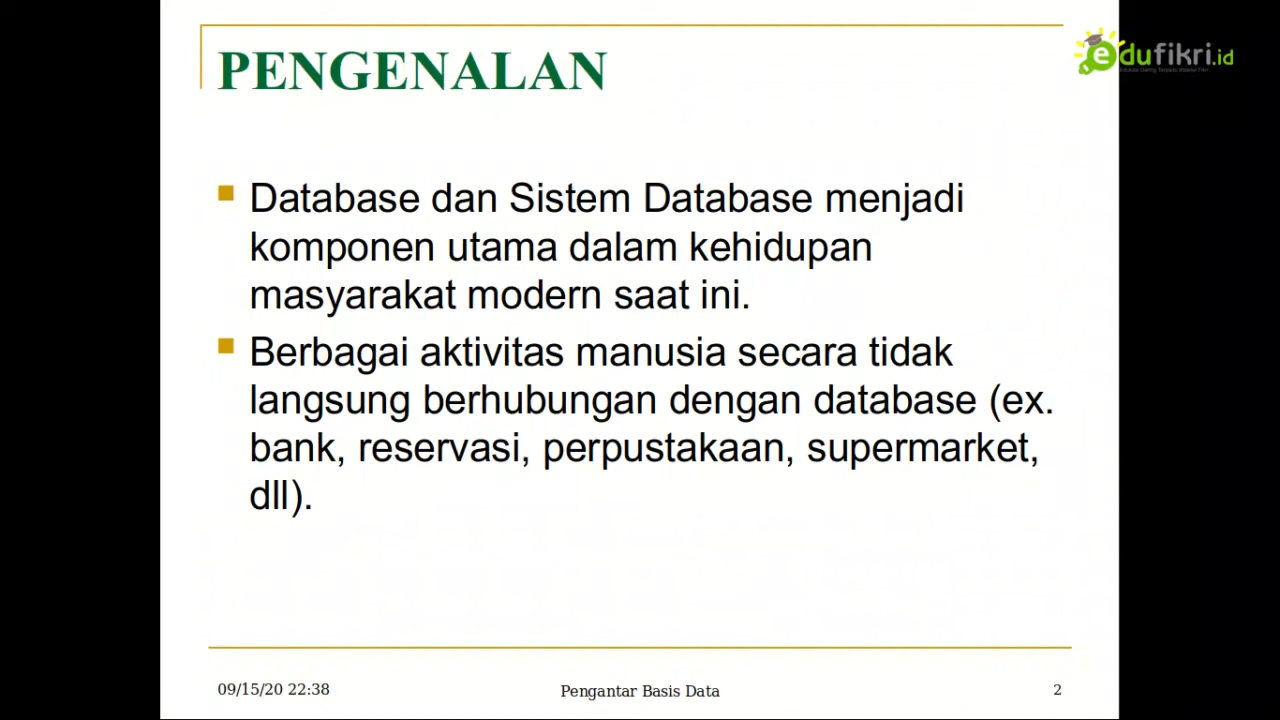 PENGENALAN
edufikri.id
Database dan Sistem Database menjadi
komponen utama dalam kehidupan
masyarakat modern saat ini.
Berbagai aktivitas manusia secara tidak
langsung berhubungan dengan database (ex.
bank, reservasi, perpustakaan, supermarket,
dll).
09/15/20 22:38
Pengantar Basis Data
2